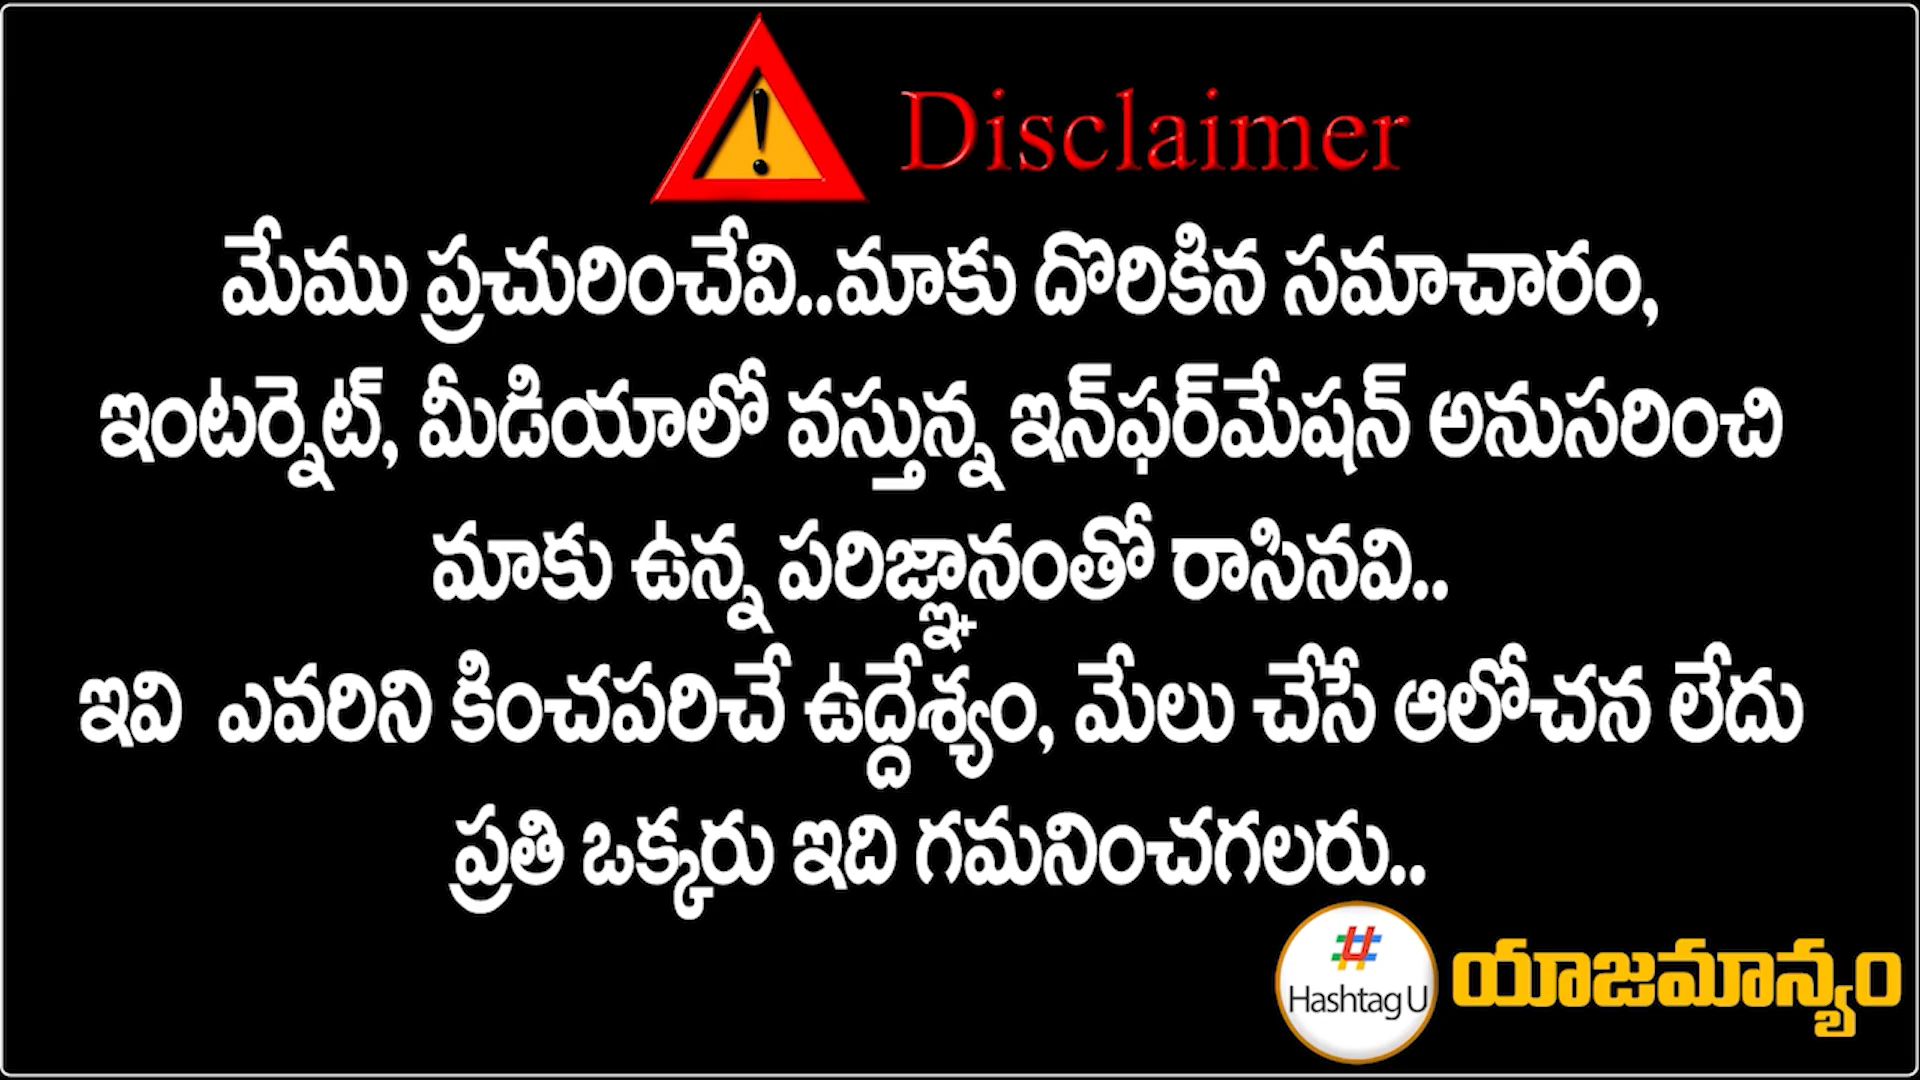 Disclaimer
మేము ప్రచురించేవి..మాకు దొరికిన సమాచారం,
ఇంటర్నెట్, మీడియాలో వస్తున్న ఇన్‌ఫర్‌మేషన్ అనుసరించి
మాకు ఉన్న పరిజ్ఞానంతో రాసినవి..
ఇవి ఎవరిని కించపరిచే ఉద్దేశ్యం, మేలు చేసే ఆలోచన లేదు
ప్రతి ఒక్కరు ఇది గమనించగలరు..
Hashtag U
యాజమాన్యం